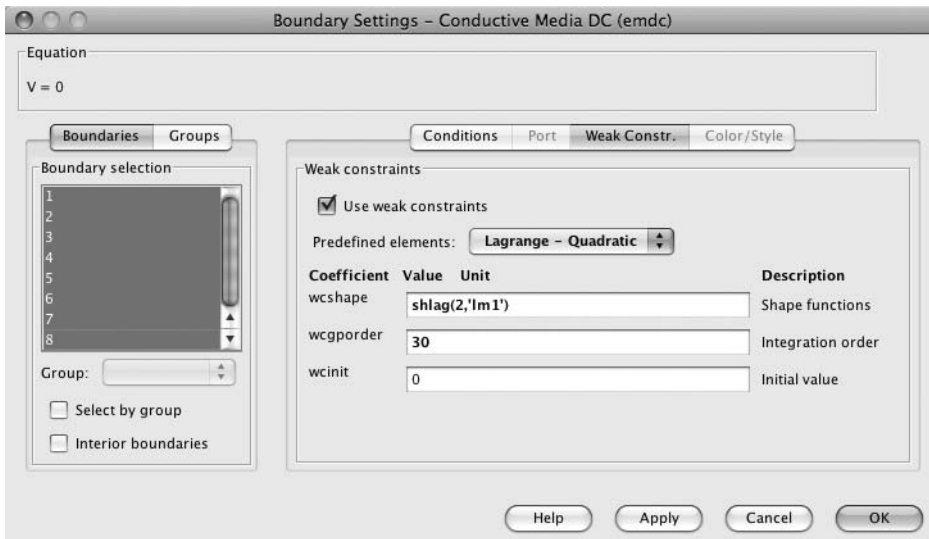 Boundary Settings – Conductive Media DC (emdc)
Equation
V = 0
Boundaries Groups
Boundary selection
1
2
3
4
5
6
7
8
Group:
Select by group
Interior boundaries
Conditions Port Weak Constr. Color/Style
Weak constraints
Use weak constraints
Predefined elements: Lagrange – Quadratic
Coefficient Value Unit Description
wcshape shlag(2,'lm1') Shape functions
wcgporder 30 Integration order
wcinit 0 Initial value
Help Apply Cancel OK